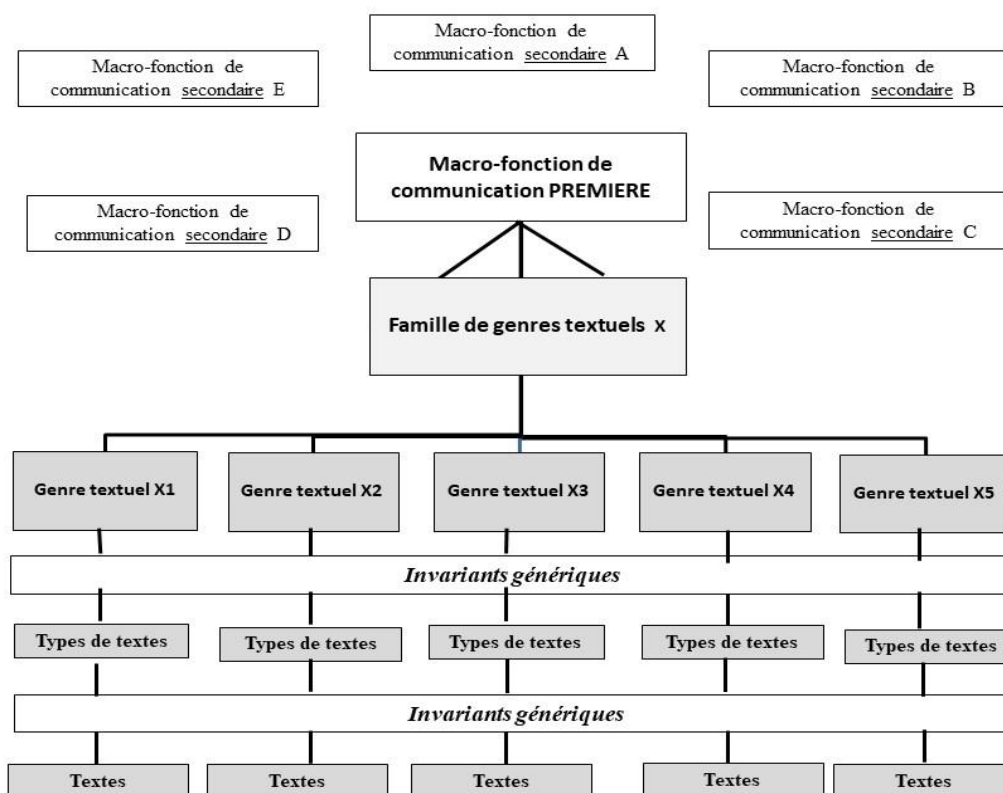 Macro-fonction de
communication secondaire A
Macro-fonction de
communication secondaire E
Macro-fonction de
communication secondaire B
Macro-fonction de
communication PREMIERE
Macro-fonction de
communication secondaire D
Macro-fonction de
communication secondaire C
Famille de genres textuels X
Genre textuel X1
Genre textuel X2
Genre textuel X3
Genre textuel X4
Genre textuel X5
Invariants génériques
Types de textes
Types de textes
Types de textes
Types de textes
Types de textes
Invariants génériques
Textes
Textes
Textes
Textes
Textes